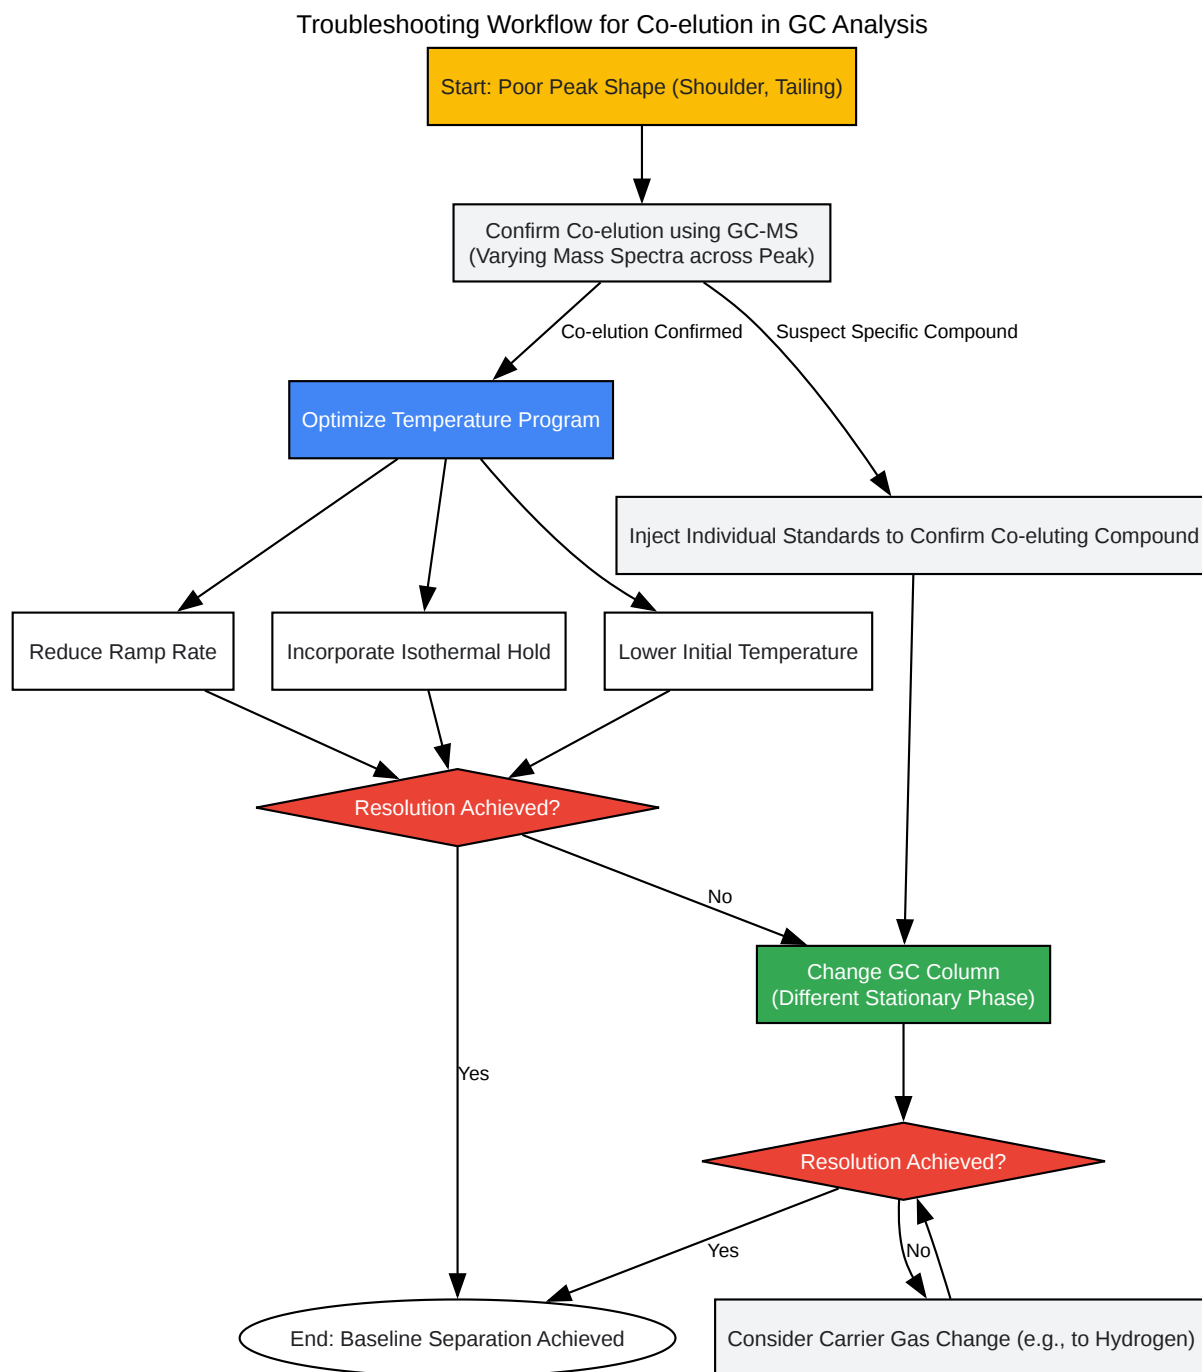 Troubleshooting Workflow for Co-elution in GC Analysis
Start: Poor Peak Shape (Shoulder, Tailing)
Confirm Co-elution using GC-MS
(Varying Mass Spectra across Peak)
Co-elution Confirmed
Suspect Specific Compound
Optimize Temperature Program
Inject Individual Standards to Confirm Co-eluting Compound
Reduce Ramp Rate
Incorporate Isothermal Hold
Lower Initial Temperature
Resolution Achieved?
No
Change GC Column
(Different Stationary Phase)
Yes
Resolution Achieved?
Yes
No
End: Baseline Separation Achieved
Consider Carrier Gas Change (e.g., to Hydrogen)